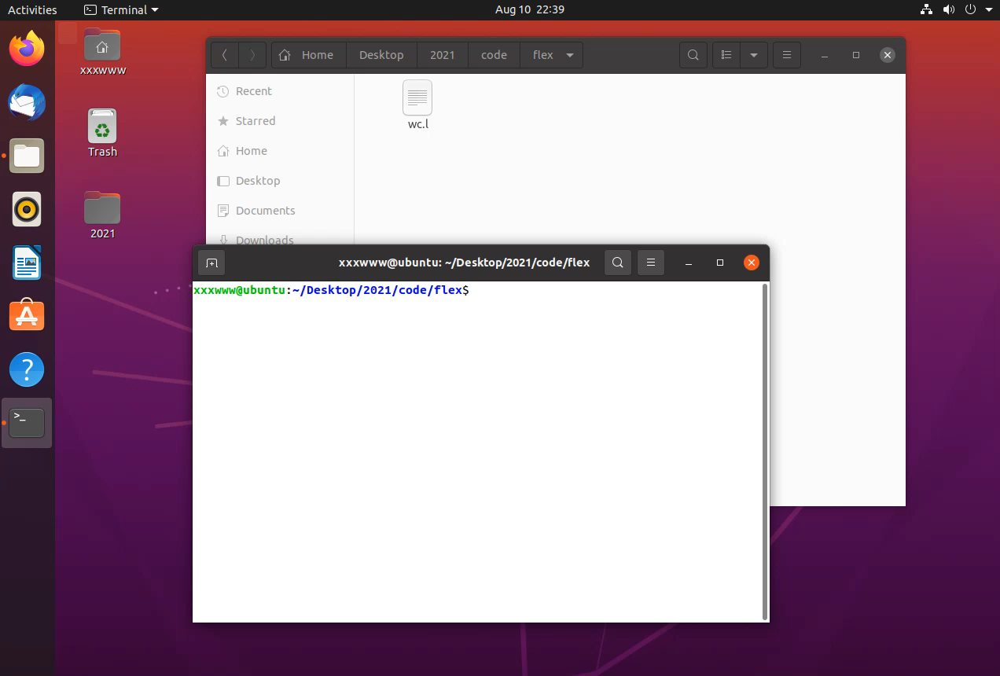 Activities
Terminal
Aug 10 22:39
xxxwww
Trash
2021
Home
Desktop
2021
code
flex
Recent
Starred
Home
Desktop
Documents
Downloads
wc.l
xxxwww@ubuntu: ~/Desktop/2021/code/flex
xxxwww@ubuntu:~/Desktop/2021/code/flex$